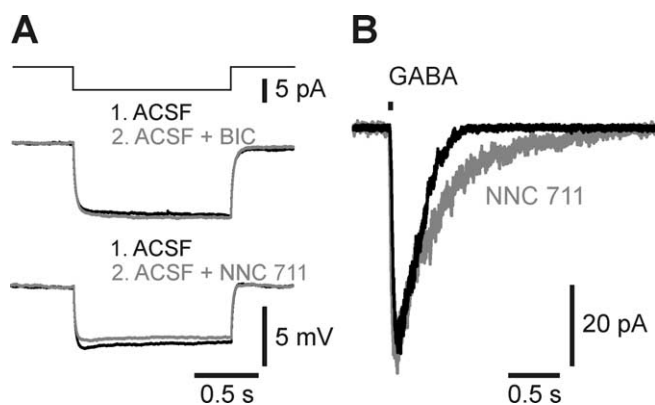 A
5 pA
1. ACSF
2. ACSF + BIC
1. ACSF
2. ACSF + NNC 711
5 mV
0.5 s
B
GABA
NNC 711
20 pA
0.5 s